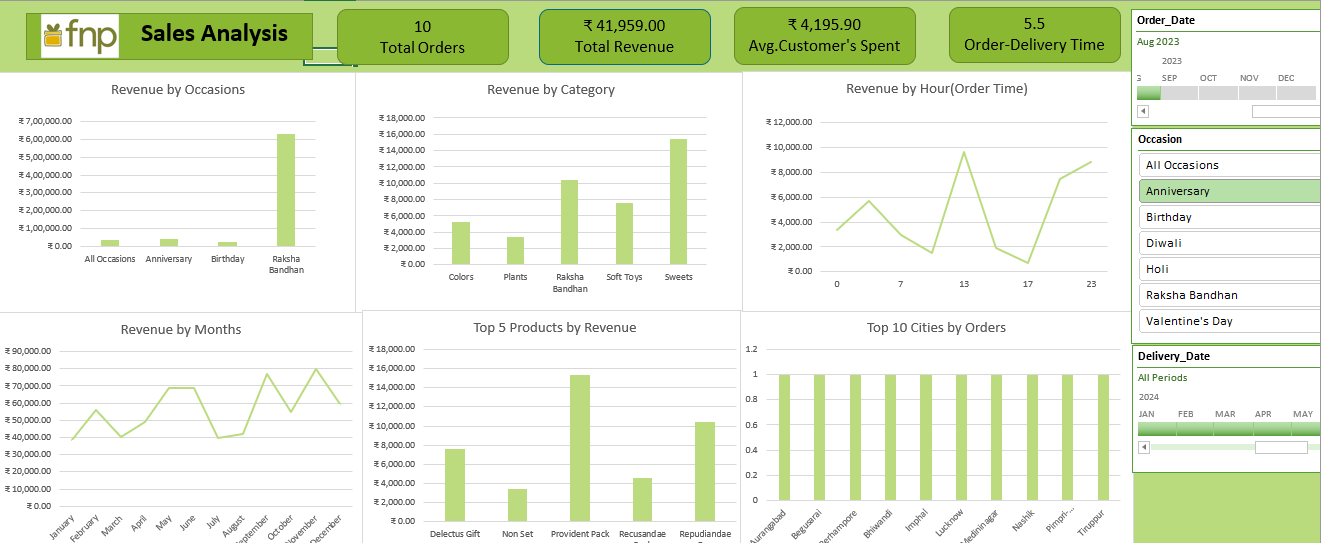 fnp
Sales Analysis
10
Total Orders
₹ 41,959.00
Total Revenue
₹ 4,195.90
Avg.Customer's Spent
5.5
Order-Delivery Time
Revenue by Occasions
₹ 7,00,000.00
₹ 6,00,000.00
₹ 5,00,000.00
₹ 4,00,000.00
₹ 3,00,000.00
₹ 2,00,000.00
₹ 1,00,000.00
₹ 0.00
All Occasions Anniversary Birthday Raksha
Bandhan
Revenue by Category
₹ 18,000.00
₹ 16,000.00
₹ 14,000.00
₹ 12,000.00
₹ 10,000.00
₹ 8,000.00
₹ 6,000.00
₹ 4,000.00
₹ 2,000.00
₹ 0.00
Colors Plants Raksha Soft Toys Sweets
Bandhan
Revenue by Hour(Order Time)
₹ 12,000.00
₹ 10,000.00
₹ 8,000.00
₹ 6,000.00
₹ 4,000.00
₹ 2,000.00
₹ 0.00
0 7 13 17 23
Revenue by Months
₹ 90,000.00
₹ 80,000.00
₹ 70,000.00
₹ 60,000.00
₹ 50,000.00
₹ 40,000.00
₹ 30,000.00
₹ 20,000.00
₹ 10,000.00
₹ 0.00
January February March April May June July August September October November December
Top 5 Products by Revenue
₹ 18,000.00
₹ 16,000.00
₹ 14,000.00
₹ 12,000.00
₹ 10,000.00
₹ 8,000.00
₹ 6,000.00
₹ 4,000.00
₹ 2,000.00
₹ 0.00
Delectus Gift Non Set Provident Pack Recusandae Repudiandae
Top 10 Cities by Orders
1.2
1
0.8
0.6
0.4
0.2
0
Aurangabad Begusarai Berhampore Bhiwandi Imphal Lucknow Medininagar Nashik Pimpri-... Tiruppur
Order_Date
Aug 2023
2023
SEP OCT NOV DEC
Occasion
All Occasions
Anniversary
Birthday
Diwali
Holi
Raksha Bandhan
Valentine's Day
Delivery_Date
All Periods
2024
JAN FEB MAR APR MAY